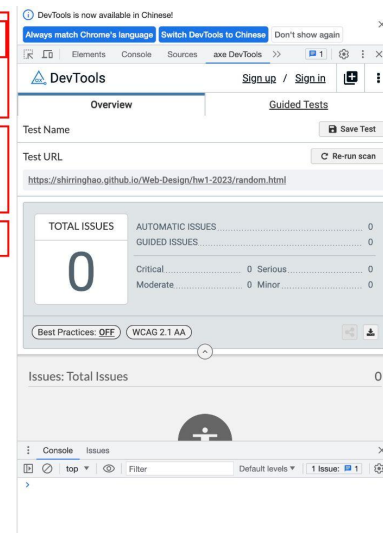 DevTools is now available in Chinese!
Always match Chrome's language Switch DevTools to Chinese Don't show again
Elements Console Sources axe DevTools >> 1
DevTools Sign up / Sign in
Overview Guided Tests
Test Name Save Test
Test URL Re-run scan
https://shirringhao.github.io/Web-Design/hw1-2023/random.html
TOTAL ISSUES
0
AUTOMATIC ISSUES 0
GUIDED ISSUES 0
Critical 0 Serious 0
Moderate 0 Minor 0
Best Practices: OFF WCAG 2.1 AA
Issues: Total Issues 0
Console Issues
top Filter Default levels 1 Issue: 1